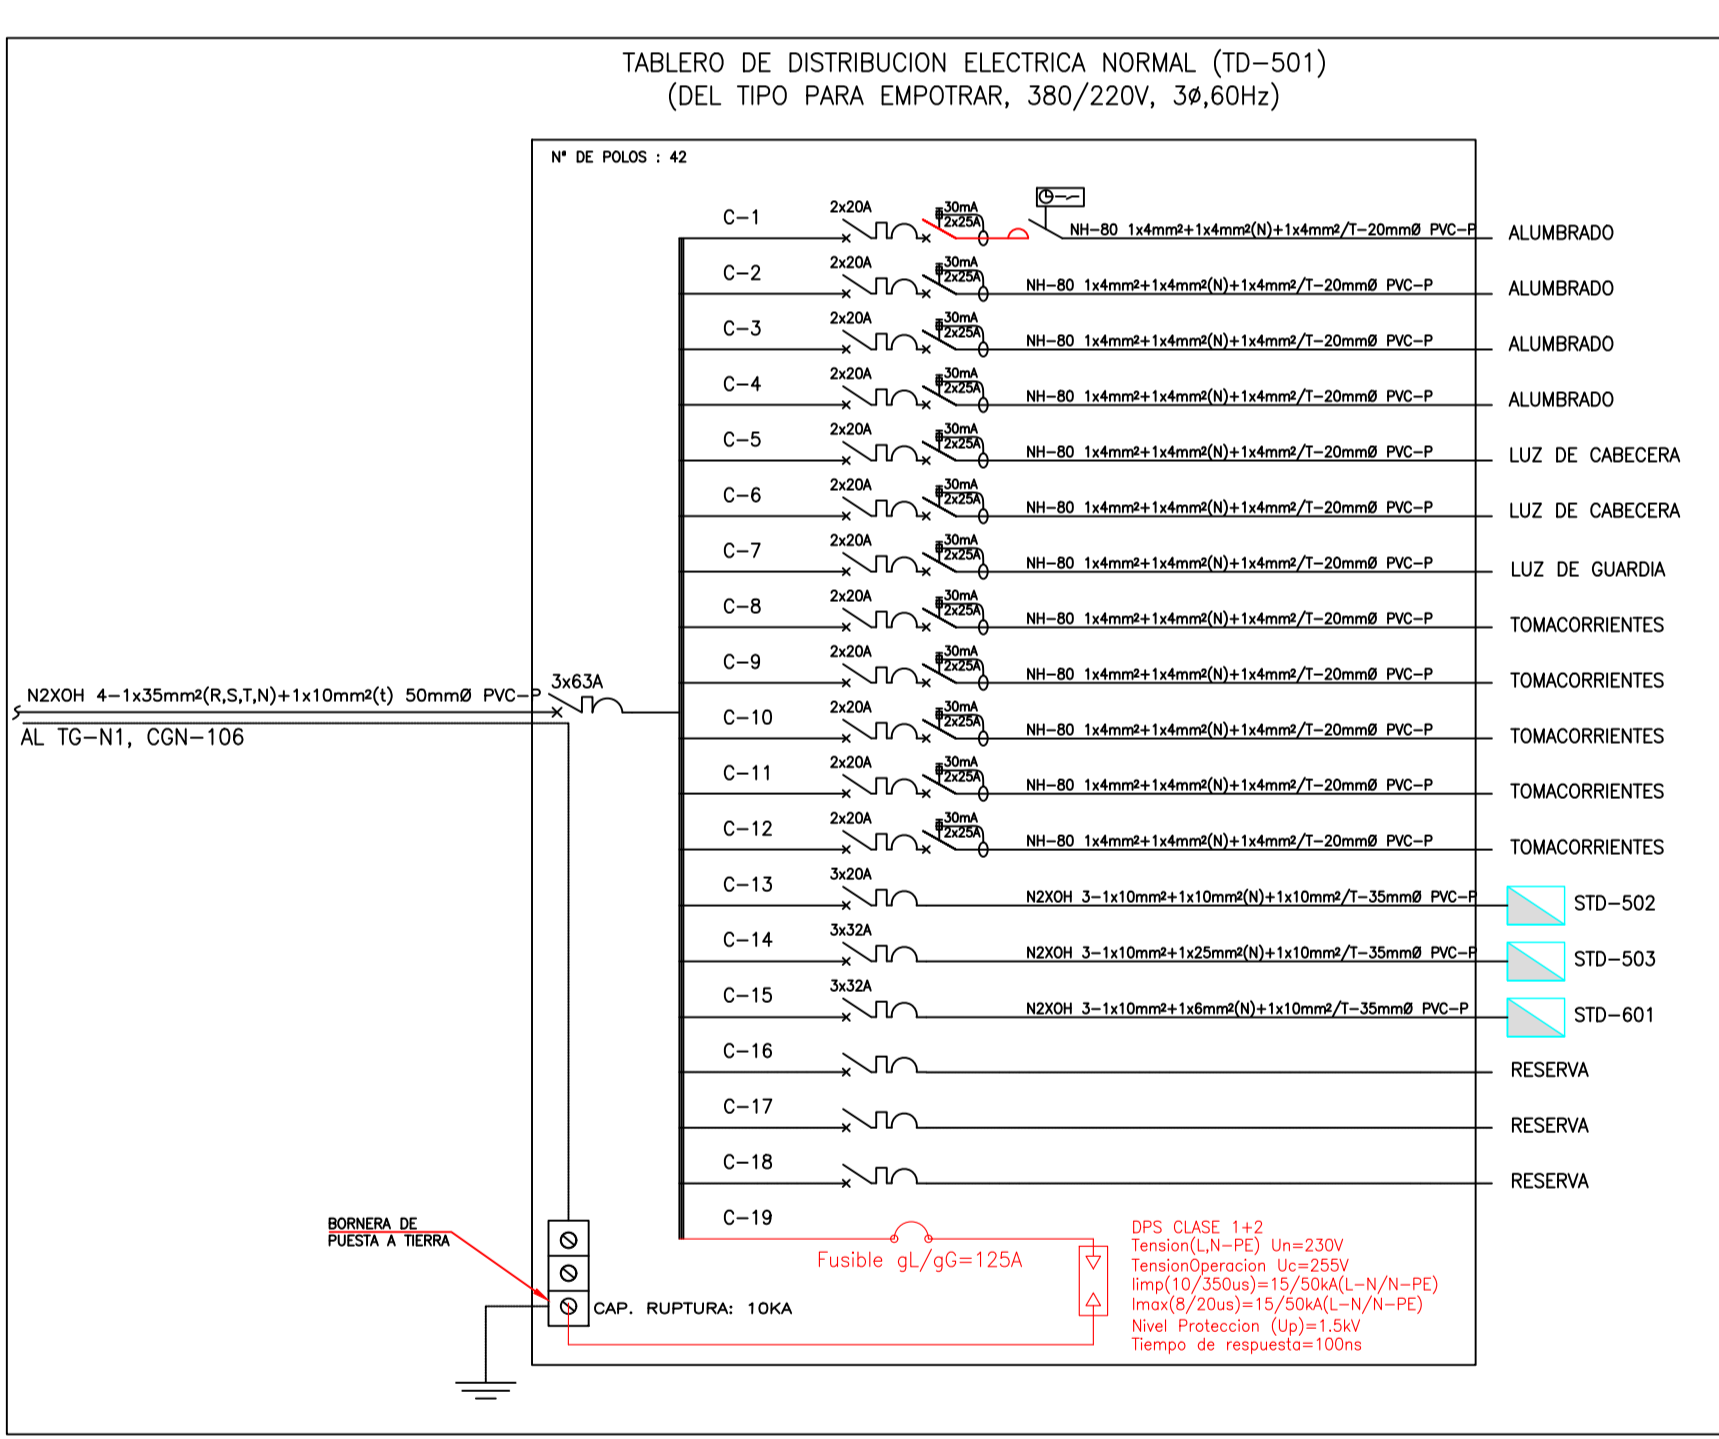 TABLERO DE DISTRIBUCION ELECTRICA NORMAL (TD-501)
(DEL TIPO PARA EMPOTRAR, 380/220V, 3ø,60Hz)
N° DE POLOS : 42
C-1 2x20A 30mA 2x25A NH-80 1x4mm²+1x4mm²(N)+1x4mm²/T-20mmØ PVC-P ALUMBRADO
C-2 2x20A 30mA 2x25A NH-80 1x4mm²+1x4mm²(N)+1x4mm²/T-20mmØ PVC-P ALUMBRADO
C-3 2x20A 30mA 2x25A NH-80 1x4mm²+1x4mm²(N)+1x4mm²/T-20mmØ PVC-P ALUMBRADO
C-4 2x20A 30mA 2x25A NH-80 1x4mm²+1x4mm²(N)+1x4mm²/T-20mmØ PVC-P ALUMBRADO
C-5 2x20A 30mA 2x25A NH-80 1x4mm²+1x4mm²(N)+1x4mm²/T-20mmØ PVC-P LUZ DE CABECERA
C-6 2x20A 30mA 2x25A NH-80 1x4mm²+1x4mm²(N)+1x4mm²/T-20mmØ PVC-P LUZ DE CABECERA
C-7 2x20A 30mA 2x25A NH-80 1x4mm²+1x4mm²(N)+1x4mm²/T-20mmØ PVC-P LUZ DE GUARDIA
C-8 2x20A 30mA 2x25A NH-80 1x4mm²+1x4mm²(N)+1x4mm²/T-20mmØ PVC-P TOMACORRIENTES
C-9 2x20A 30mA 2x25A NH-80 1x4mm²+1x4mm²(N)+1x4mm²/T-20mmØ PVC-P TOMACORRIENTES
N2XOH 4-1x35mm²(R,S,T,N)+1x10mm²(t) 50mmØ PVC-P 3x63A
AL TG-N1, CGN-106
C-10 2x20A 30mA 2x25A NH-80 1x4mm²+1x4mm²(N)+1x4mm²/T-20mmØ PVC-P TOMACORRIENTES
C-11 2x20A 30mA 2x25A NH-80 1x4mm²+1x4mm²(N)+1x4mm²/T-20mmØ PVC-P TOMACORRIENTES
C-12 2x20A 30mA 2x25A NH-80 1x4mm²+1x4mm²(N)+1x4mm²/T-20mmØ PVC-P TOMACORRIENTES
C-13 3x20A N2XOH 3-1x10mm²+1x10mm²(N)+1x10mm²/T-35mmØ PVC-P STD-502
C-14 3x32A N2XOH 3-1x10mm²+1x25mm²(N)+1x10mm²/T-35mmØ PVC-P STD-503
C-15 3x32A N2XOH 3-1x10mm²+1x6mm²(N)+1x10mm²/T-35mmØ PVC-P STD-601
C-16 RESERVA
C-17 RESERVA
C-18 RESERVA
C-19
Fusible gL/gG=125A
BORNERA DE
PUESTA A TIERRA
CAP. RUPTURA: 10KA
DPS CLASE 1+2
Tension(L,N-PE) Un=230V
TensionOperacion Uc=255V
Iimp(10/350us)=15/50kA(L-N/N-PE)
Imax(8/20us)=15/50kA(L-N/N-PE)
Nivel Proteccion (Up)=1.5kV
Tiempo de respuesta=100ns